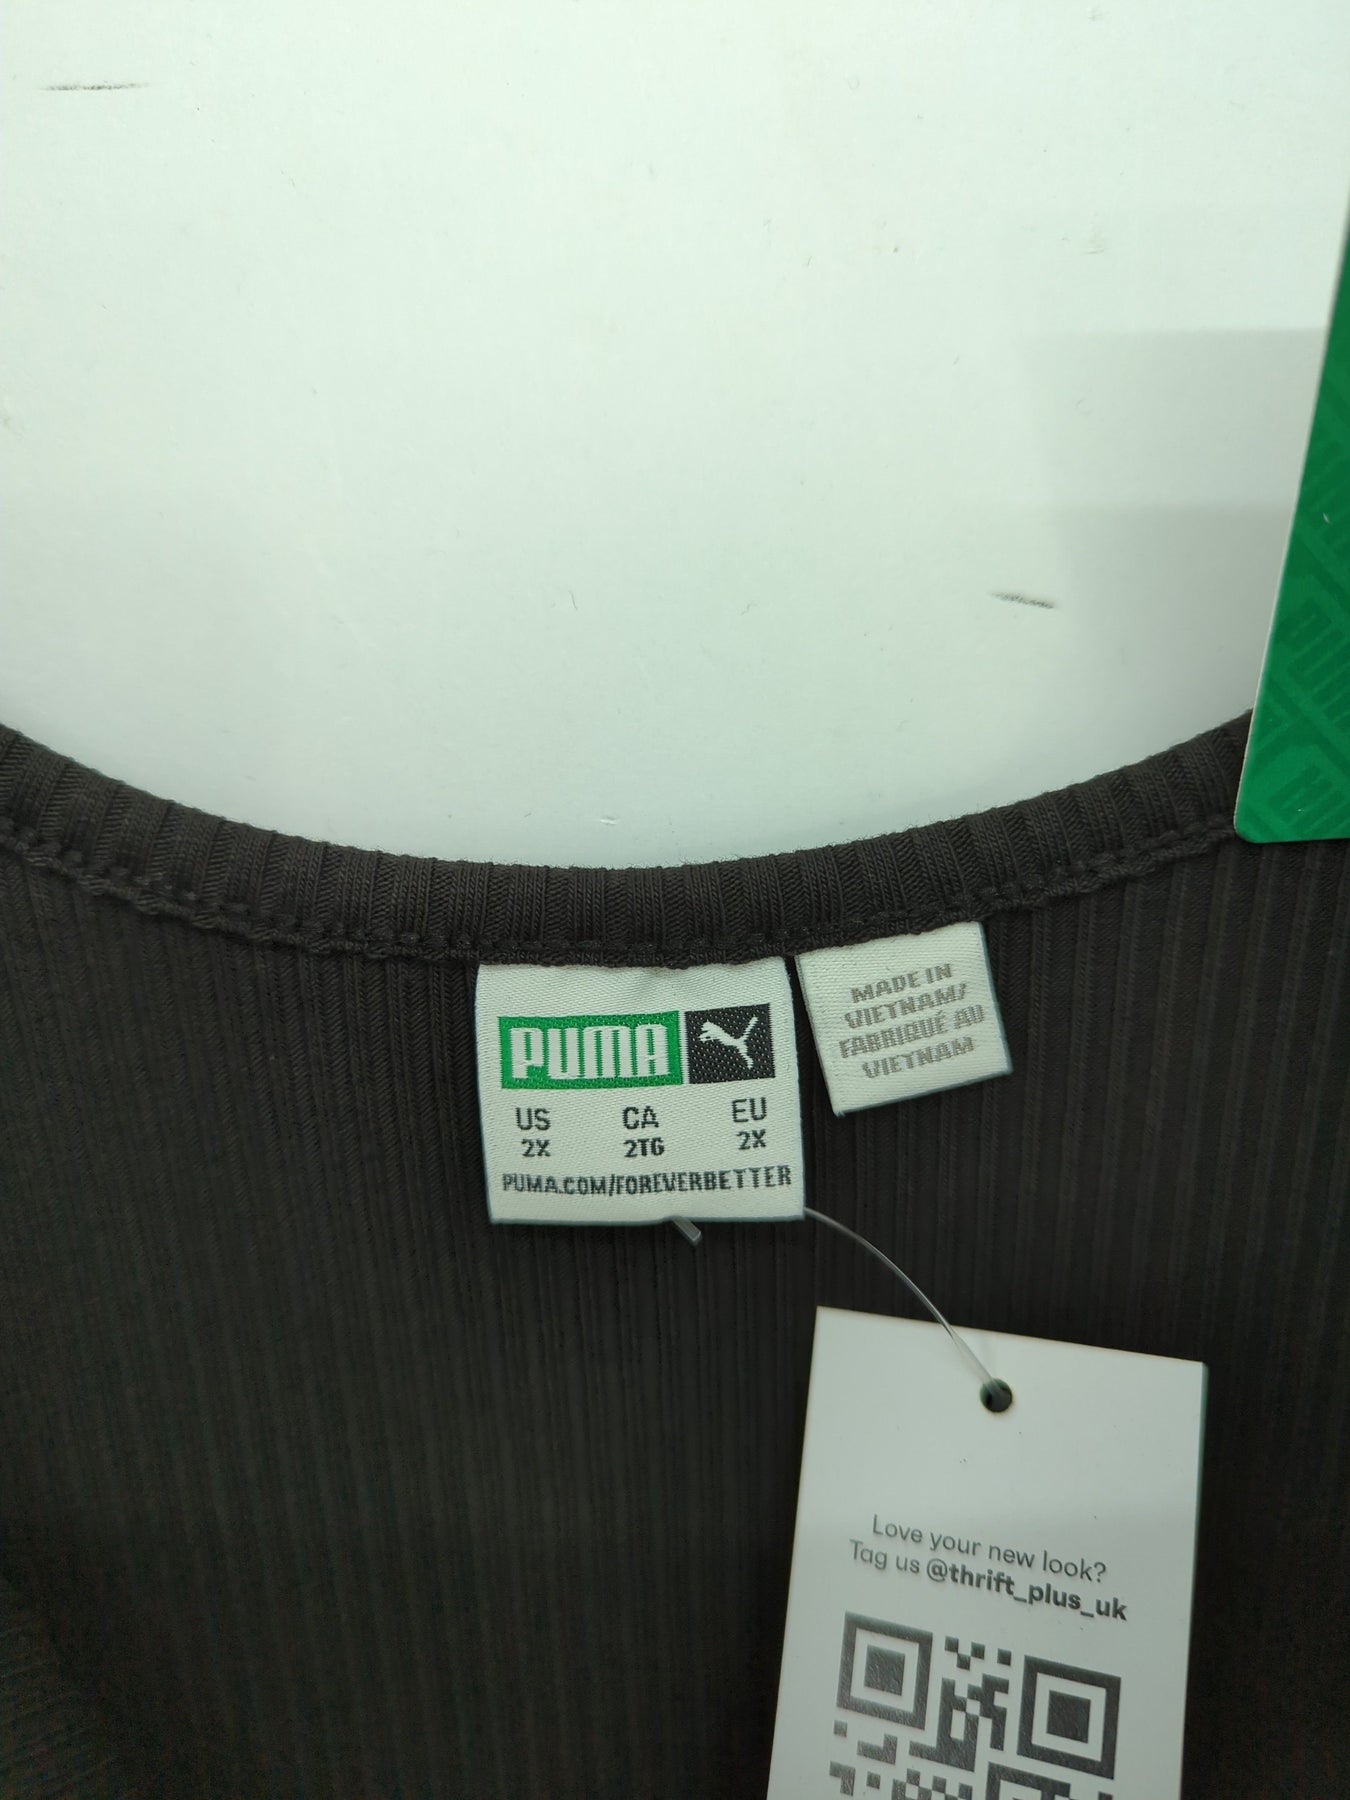 PUMA
US CA EU
2X 2TG 2X
PUMA.COM/FOREVERBETTER
MADE IN
VIETNAM/
FABRIQUÉ AU
VIETNAM
Love your new look?
Tag us @thrift_plus_uk